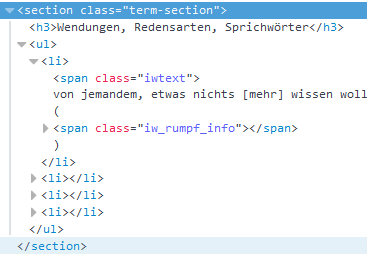 <section class="term-section">
<h3>Wendungen, Redensarten, Sprichwörter</h3>
<ul>
<li>
<span class="iwtext">
von jemandem, etwas nichts [mehr] wissen woll
(
<span class="iw_rumpf_info"></span>
)
</li>
<li></li>
<li></li>
<li></li>
</ul>
</section>